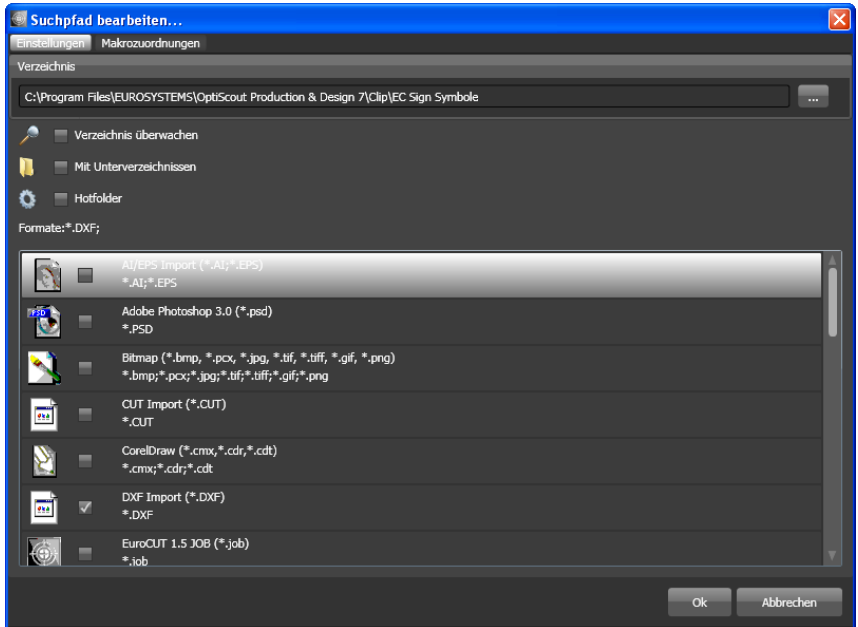 Suchpfad bearbeiten...
Einstellungen Makrozuordnungen
Verzeichnis
C:\Program Files\EUROSYSTEMS\OptiScout Production & Design 7\Clip\EC Sign Symbole ...
Verzeichnis überwachen
Mit Unterverzeichnissen
Hotfolder
Formate:*.DXF;
AI/EPS Import (*.AI;*.EPS)
*.AI;*.EPS
PSD
Adobe Photoshop 3.0 (*.psd)
*.PSD
Bitmap (*.bmp, *.pcx, *.jpg, *.tif, *.tiff, *.gif, *.png)
*.bmp;*.pcx;*.jpg;*.tif;*.tiff;*.gif;*.png
CUT Import (*.CUT)
*.CUT
CorelDraw (*.cmx,*.cdr,*.cdt)
*.cmx;*.cdr;*.cdt
DXF Import (*.DXF)
*.DXF
EuroCUT 1.5 JOB (*.job)
*.job
Ok Abbrechen